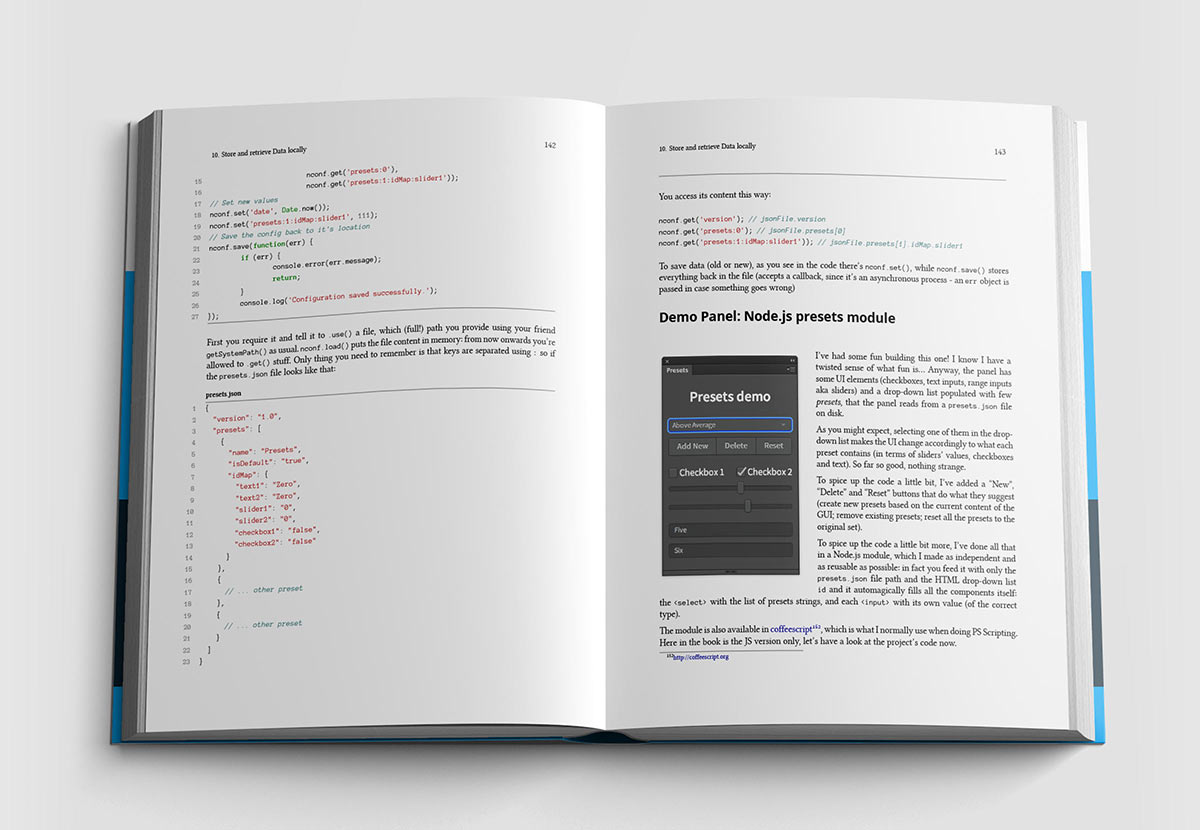 10. Store and retrieve Data locally 142
15 nconf.get('presets:0'),
16 nconf.get('presets:1:idMap:slider1'));
17 // Set new values
18 nconf.set('date', Date.now());
19 nconf.set('presets:1:idMap:slider1', 111);
20 // Save the config back to it's location
21 nconf.save(function(err) {
22 if (err) {
23 console.error(err.message);
24 return;
25 }
26 console.log('Configuration saved successfully.');
27 });
First you require it and tell it to .use() a file, which (full!) path you provide using your friend
getSystemPath() as usual. nconf.load() puts the file content in memory: from now onwards you're
allowed to .get() stuff. Only thing you need to remember is that keys are separated using : so if
the presets.json file looks like that:
presets.json
1 {
2 "version": "1.0",
3 "presets": [
4 {
5 "name": "Presets",
6 "isDefault": "true",
7 "idMap": {
8 "text1": "Zero",
9 "text2": "Zero",
10 "slider1": "0",
11 "slider2": "0",
12 "checkbox1": "false",
13 "checkbox2": "false"
14 }
15 },
16 {
17 // ... other preset
18 },
19 {
20 // ... other preset
21 }
22 ]
23 }
10. Store and retrieve Data locally 143
You access its content this way:
nconf.get('version'); // jsonFile.version
nconf.get('presets:0'); // jsonFile.presets[0]
nconf.get('presets:1:idMap:slider1')); // jsonFile.presets[1].idMap.slider1
To save data (old or new), as you see in the code there's nconf.set(), while nconf.save() stores
everything back in the file (accepts a callback, since it's an asynchronous process - an err object is
passed in case something goes wrong)
Demo Panel: Node.js presets module
Presets
Presets demo
Above Average
Add New Delete Reset
Checkbox 1 Checkbox 2
Five
Six
I've had some fun building this one! I know I have a
twisted sense of what fun is... Anyway, the panel has
some UI elements (checkboxes, text inputs, range inputs
aka sliders) and a drop-down list populated with few
presets, that the panel reads from a presets.json file
on disk.
As you might expect, selecting one of them in the drop-
down list makes the UI change accordingly to what each
preset contains (in terms of sliders' values, checkboxes
and text). So far so good, nothing strange.
To spice up the code a little bit, I've added a "New",
"Delete" and "Reset" buttons that do what they suggest
(create new presets based on the current content of the
GUI; remove existing presets; reset all the presets to the
original set).
To spice up the code a little bit more, I've done all that
in a Node.js module, which I made as independent and
as reusable as possible: in fact you feed it with only the
presets.json file path and the HTML drop-down list
id and it automagically fills all the components itself:
the <select> with the list of presets strings, and each <input> with its own value (of the correct
type).
The module is also available in coffeescript¹⁵², which is what I normally use when doing PS Scripting.
Here in the book is the JS version only, let's have a look at the project's code now.
¹⁵²http://coffeescript.org